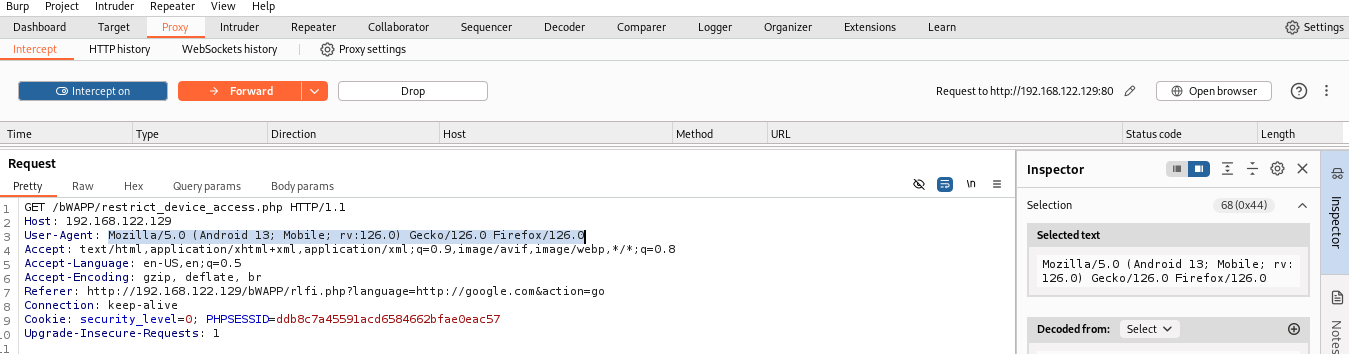 Burp Project Intruder Repeater View Help
Dashboard Target Proxy Intruder Repeater Collaborator Sequencer Decoder Comparer Logger Organizer Extensions Learn Settings
Intercept HTTP history WebSockets history Proxy settings
Intercept on Forward Drop Request to http://192.168.122.129:80 Open browser
Time Type Direction Host Method URL Status code Length
Request
Pretty Raw Hex Query params Body params \n
1 GET /bWAPP/restrict_device_access.php HTTP/1.1
2 Host: 192.168.122.129
3 User-Agent: Mozilla/5.0 (Android 13; Mobile; rv:126.0) Gecko/126.0 Firefox/126.0
4 Accept: text/html,application/xhtml+xml,application/xml;q=0.9,image/avif,image/webp,*/*;q=0.8
5 Accept-Language: en-US,en;q=0.5
6 Accept-Encoding: gzip, deflate, br
7 Referer: http://192.168.122.129/bWAPP/rlfi.php?language=http://google.com&action=go
8 Connection: keep-alive
9 Cookie: security_level=0; PHPSESSID=ddb8c7a45591acd6584662bfae0eac57
10 Upgrade-Insecure-Requests: 1
11
Inspector
Selection 68 (0x44)
Selected text
Mozilla/5.0 (Android 13; Mobile; rv:
126.0) Gecko/126.0 Firefox/126.0
Decoded from: Select
Inspector
Notes